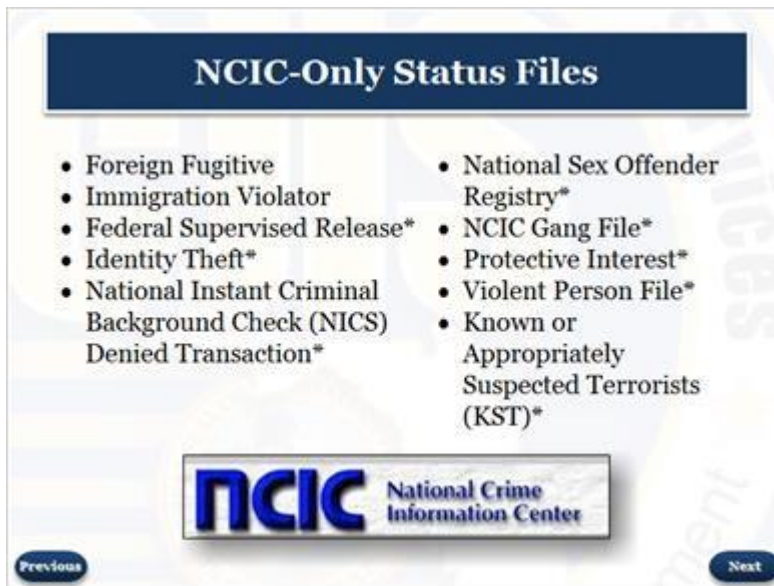 NCIC-Only Status Files
• Foreign Fugitive
• Immigration Violator
• Federal Supervised Release*
• Identity Theft*
• National Instant Criminal
Background Check (NICS)
Denied Transaction*
• National Sex Offender
Registry*
• NCIC Gang File*
• Protective Interest*
• Violent Person File*
• Known or
Appropriately
Suspected Terrorists
(KST)*
ncic National Crime
Information Center
Previous
Next